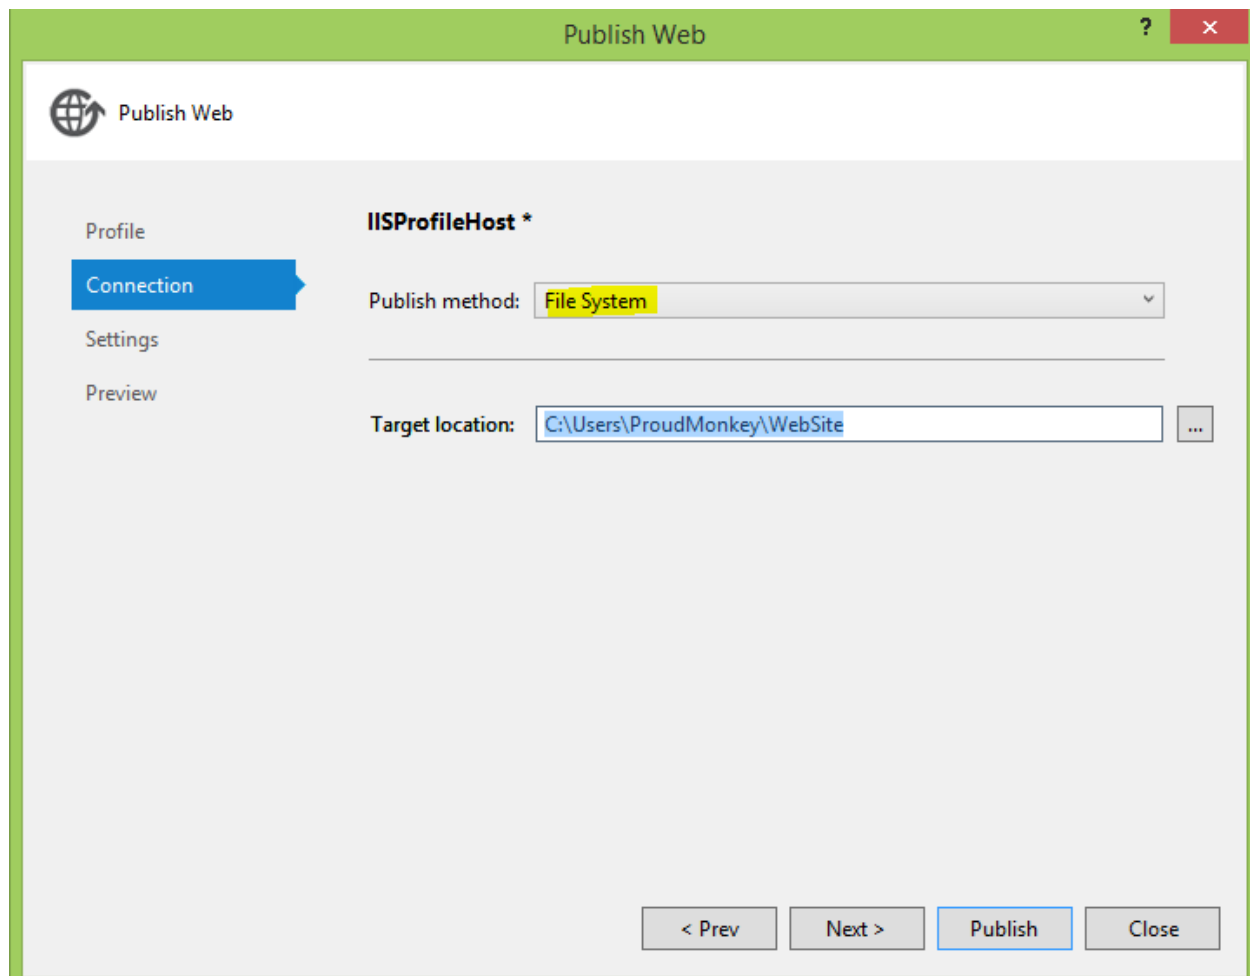 Publish Web
?
Publish Web
Profile
Connection
Settings
Preview
IISProfileHost *
Publish method: File System
Target location: C:\Users\ProudMonkey\WebSite ...
< Prev Next > Publish Close